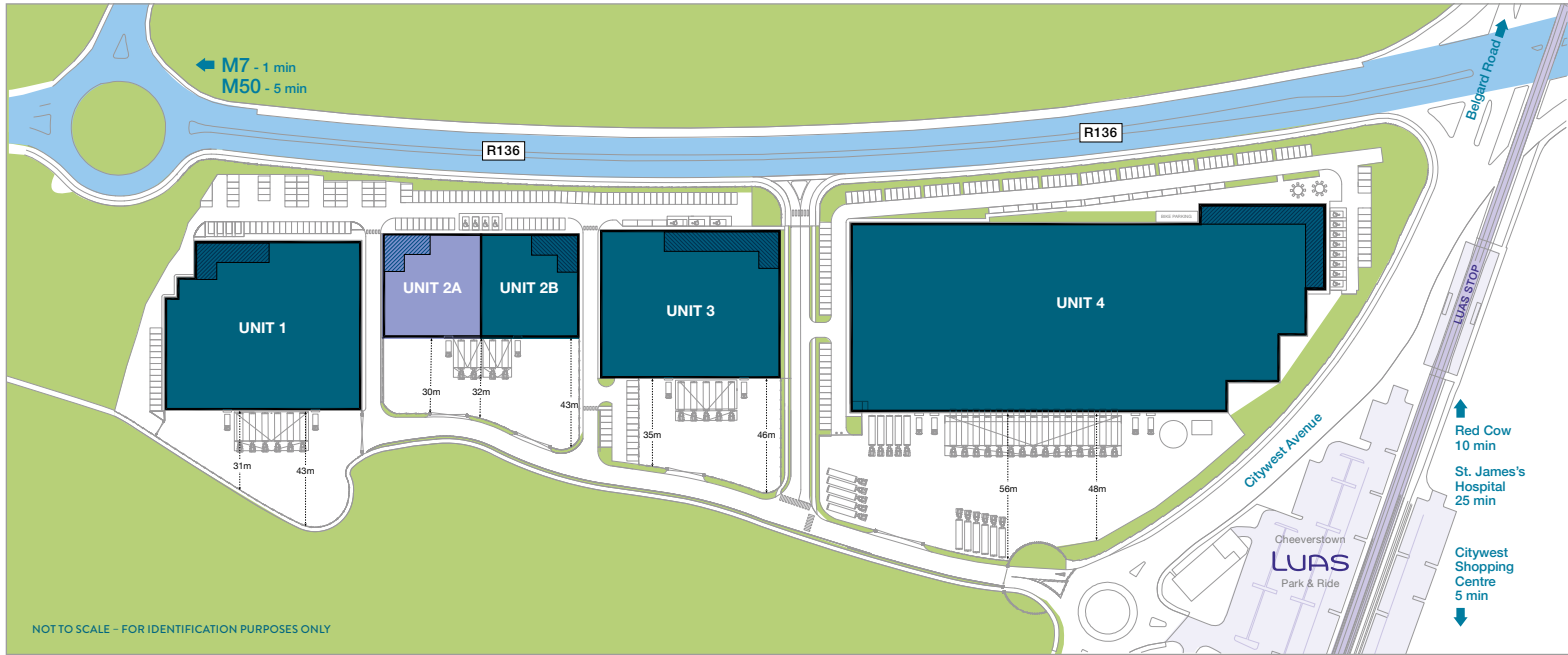 M7 - 1 min
M50 - 5 min
R136
R136
Belgard Road
BIKE PARKING
UNIT 1
UNIT 2A
UNIT 2B
UNIT 3
UNIT 4
LUAS STOP
30m
32m
43m
35m
46m
31m
43m
56m
48m
Citywest Avenue
Red Cow
10 min
St. James's
Hospital
25 min
Cheeverstown
LUAS
Park & Ride
Citywest
Shopping
Centre
5 min
NOT TO SCALE – FOR IDENTIFICATION PURPOSES ONLY